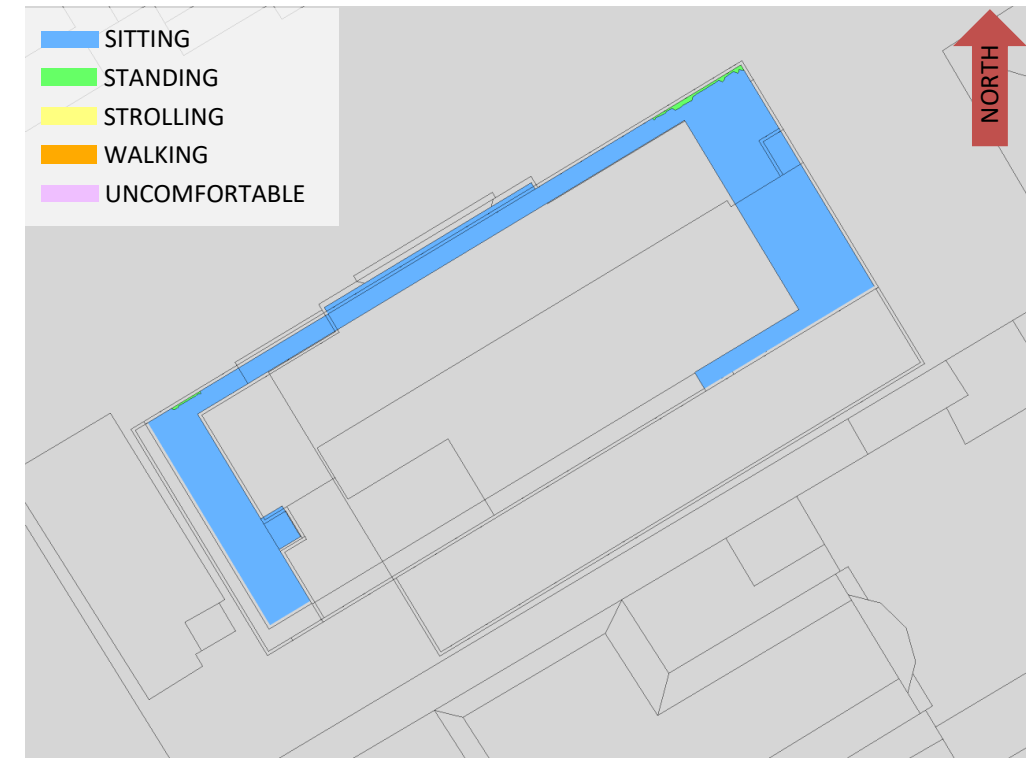 SITTING
STANDING
STROLLING
WALKING
UNCOMFORTABLE
NORTH